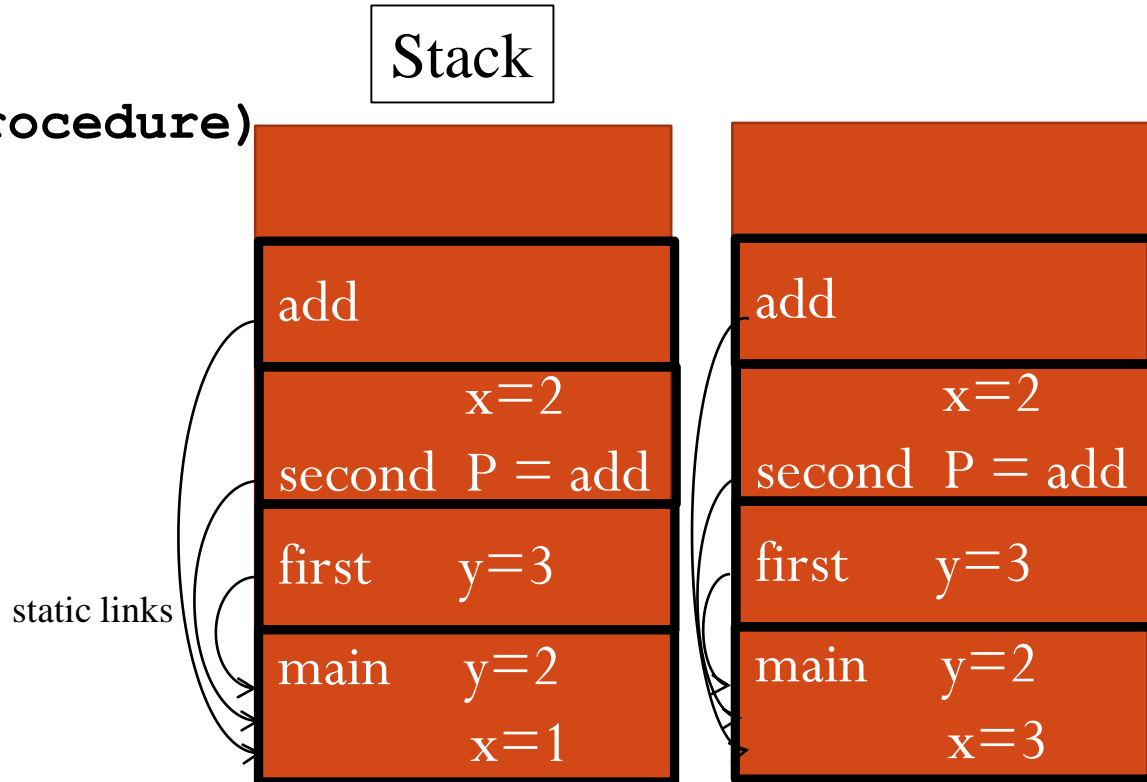 Stack
rocedure)
add
x=2
second P = add
first y=3
main y=2
x=1
static links
add
x=2
second P = add
first y=3
main y=2
x=3